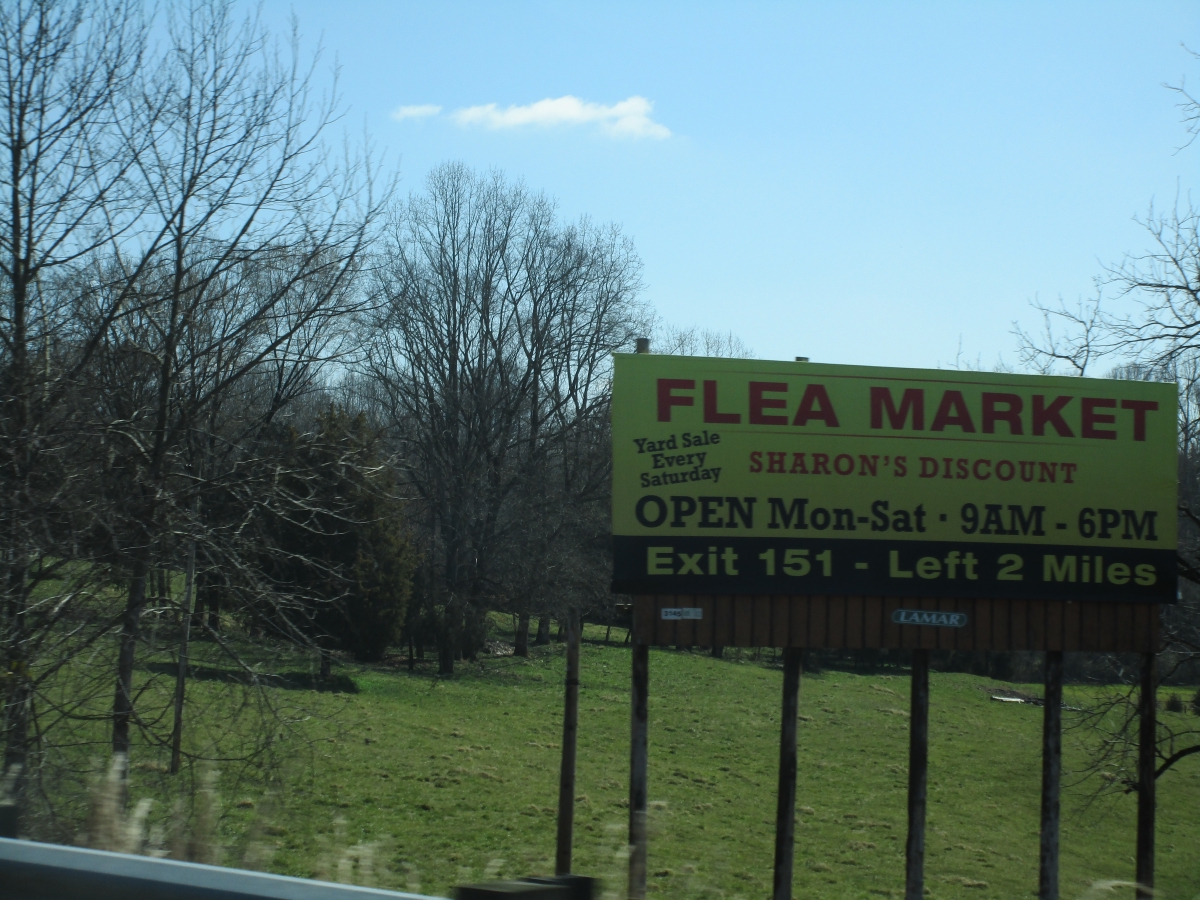 FLEA MARKET
Yard Sale
Every
Saturday
SHARON'S DISCOUNT
OPEN Mon-Sat · 9AM - 6PM
Exit 151 - Left 2 Miles
LAMAR